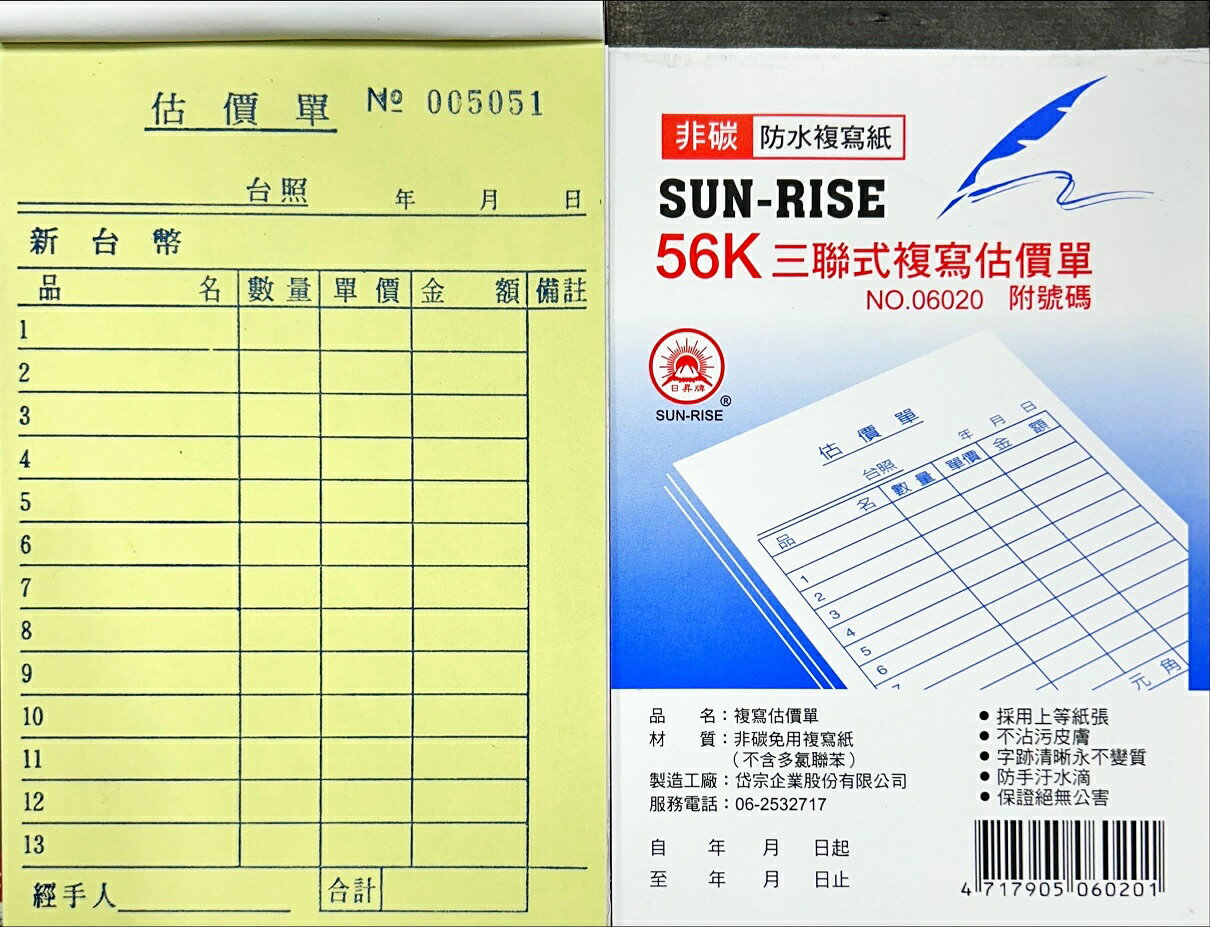 估價單 № 005051
台照 年 月 日
新台幣
品名 數量 單價 金額 備註
1
2
3
4
5
6
7
8
9
10
11
12
13
經手人 合計
非碳 防水複寫紙
SUN-RISE
56K 三聯式複寫估價單
NO.06020 附號碼
日昇牌
SUN-RISE ®
估價單
台照 年 月 日
品名 數量 單價 金額
1
2
3
4
5
6
7
元 角
品 名：複寫估價單
材 質：非碳免用複寫紙
（不含多氯聯苯）
製造工廠：岱宗企業股份有限公司
服務電話：06-2532717
自 年 月 日起
至 年 月 日止
● 採用上等紙張
● 不沾污皮膚
● 字跡清晰永不變質
● 防手汙水滴
● 保證絕無公害
4 717905 060201